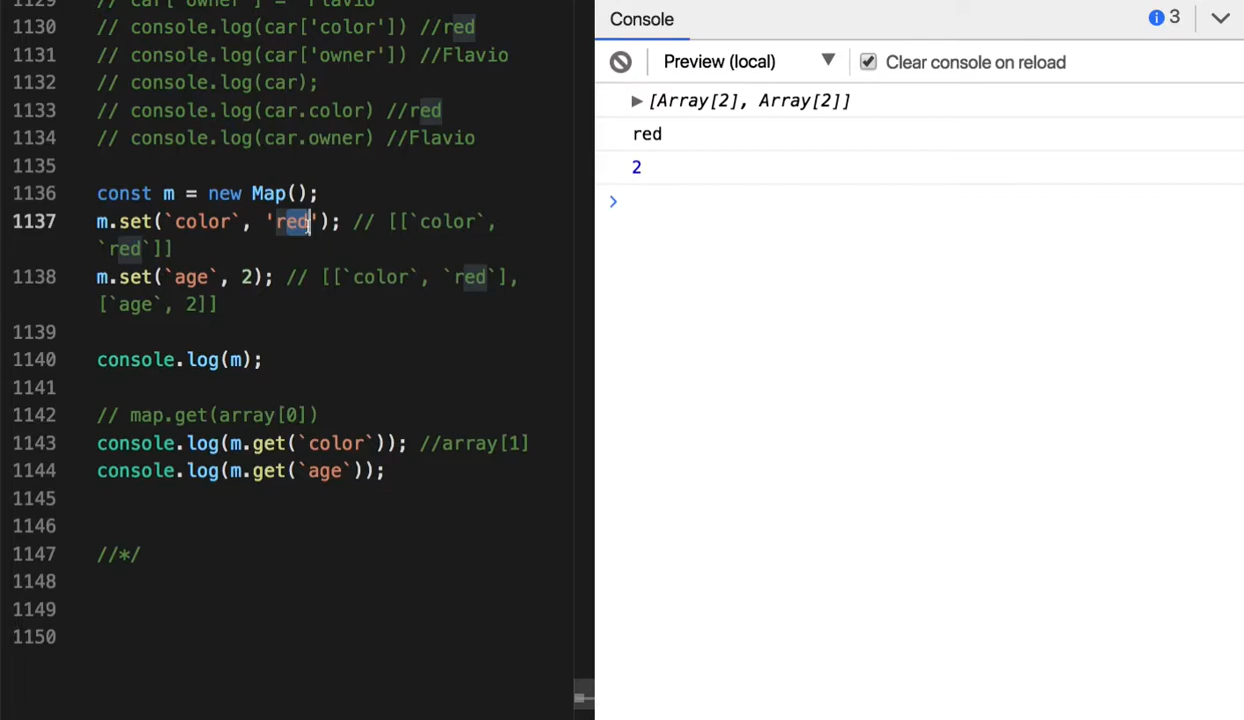 1129 // car['owner'] = 'Flavio'
1130 // console.log(car['color']) //red
1131 // console.log(car['owner']) //Flavio
1132 // console.log(car);
1133 // console.log(car.color) //red
1134 // console.log(car.owner) //Flavio
1135
1136 const m = new Map();
1137 m.set(`color`, 'red'); // [[`color`,
`red`]]
1138 m.set(`age`, 2); // [[`color`, `red`],
[`age`, 2]]
1139
1140 console.log(m);
1141
1142 // map.get(array[0])
1143 console.log(m.get(`color`)); //array[1]
1144 console.log(m.get(`age`));
1145
1146
1147 //*/
1148
1149
1150
Console
3
Preview (local)
Clear console on reload
[Array[2], Array[2]]
red
2